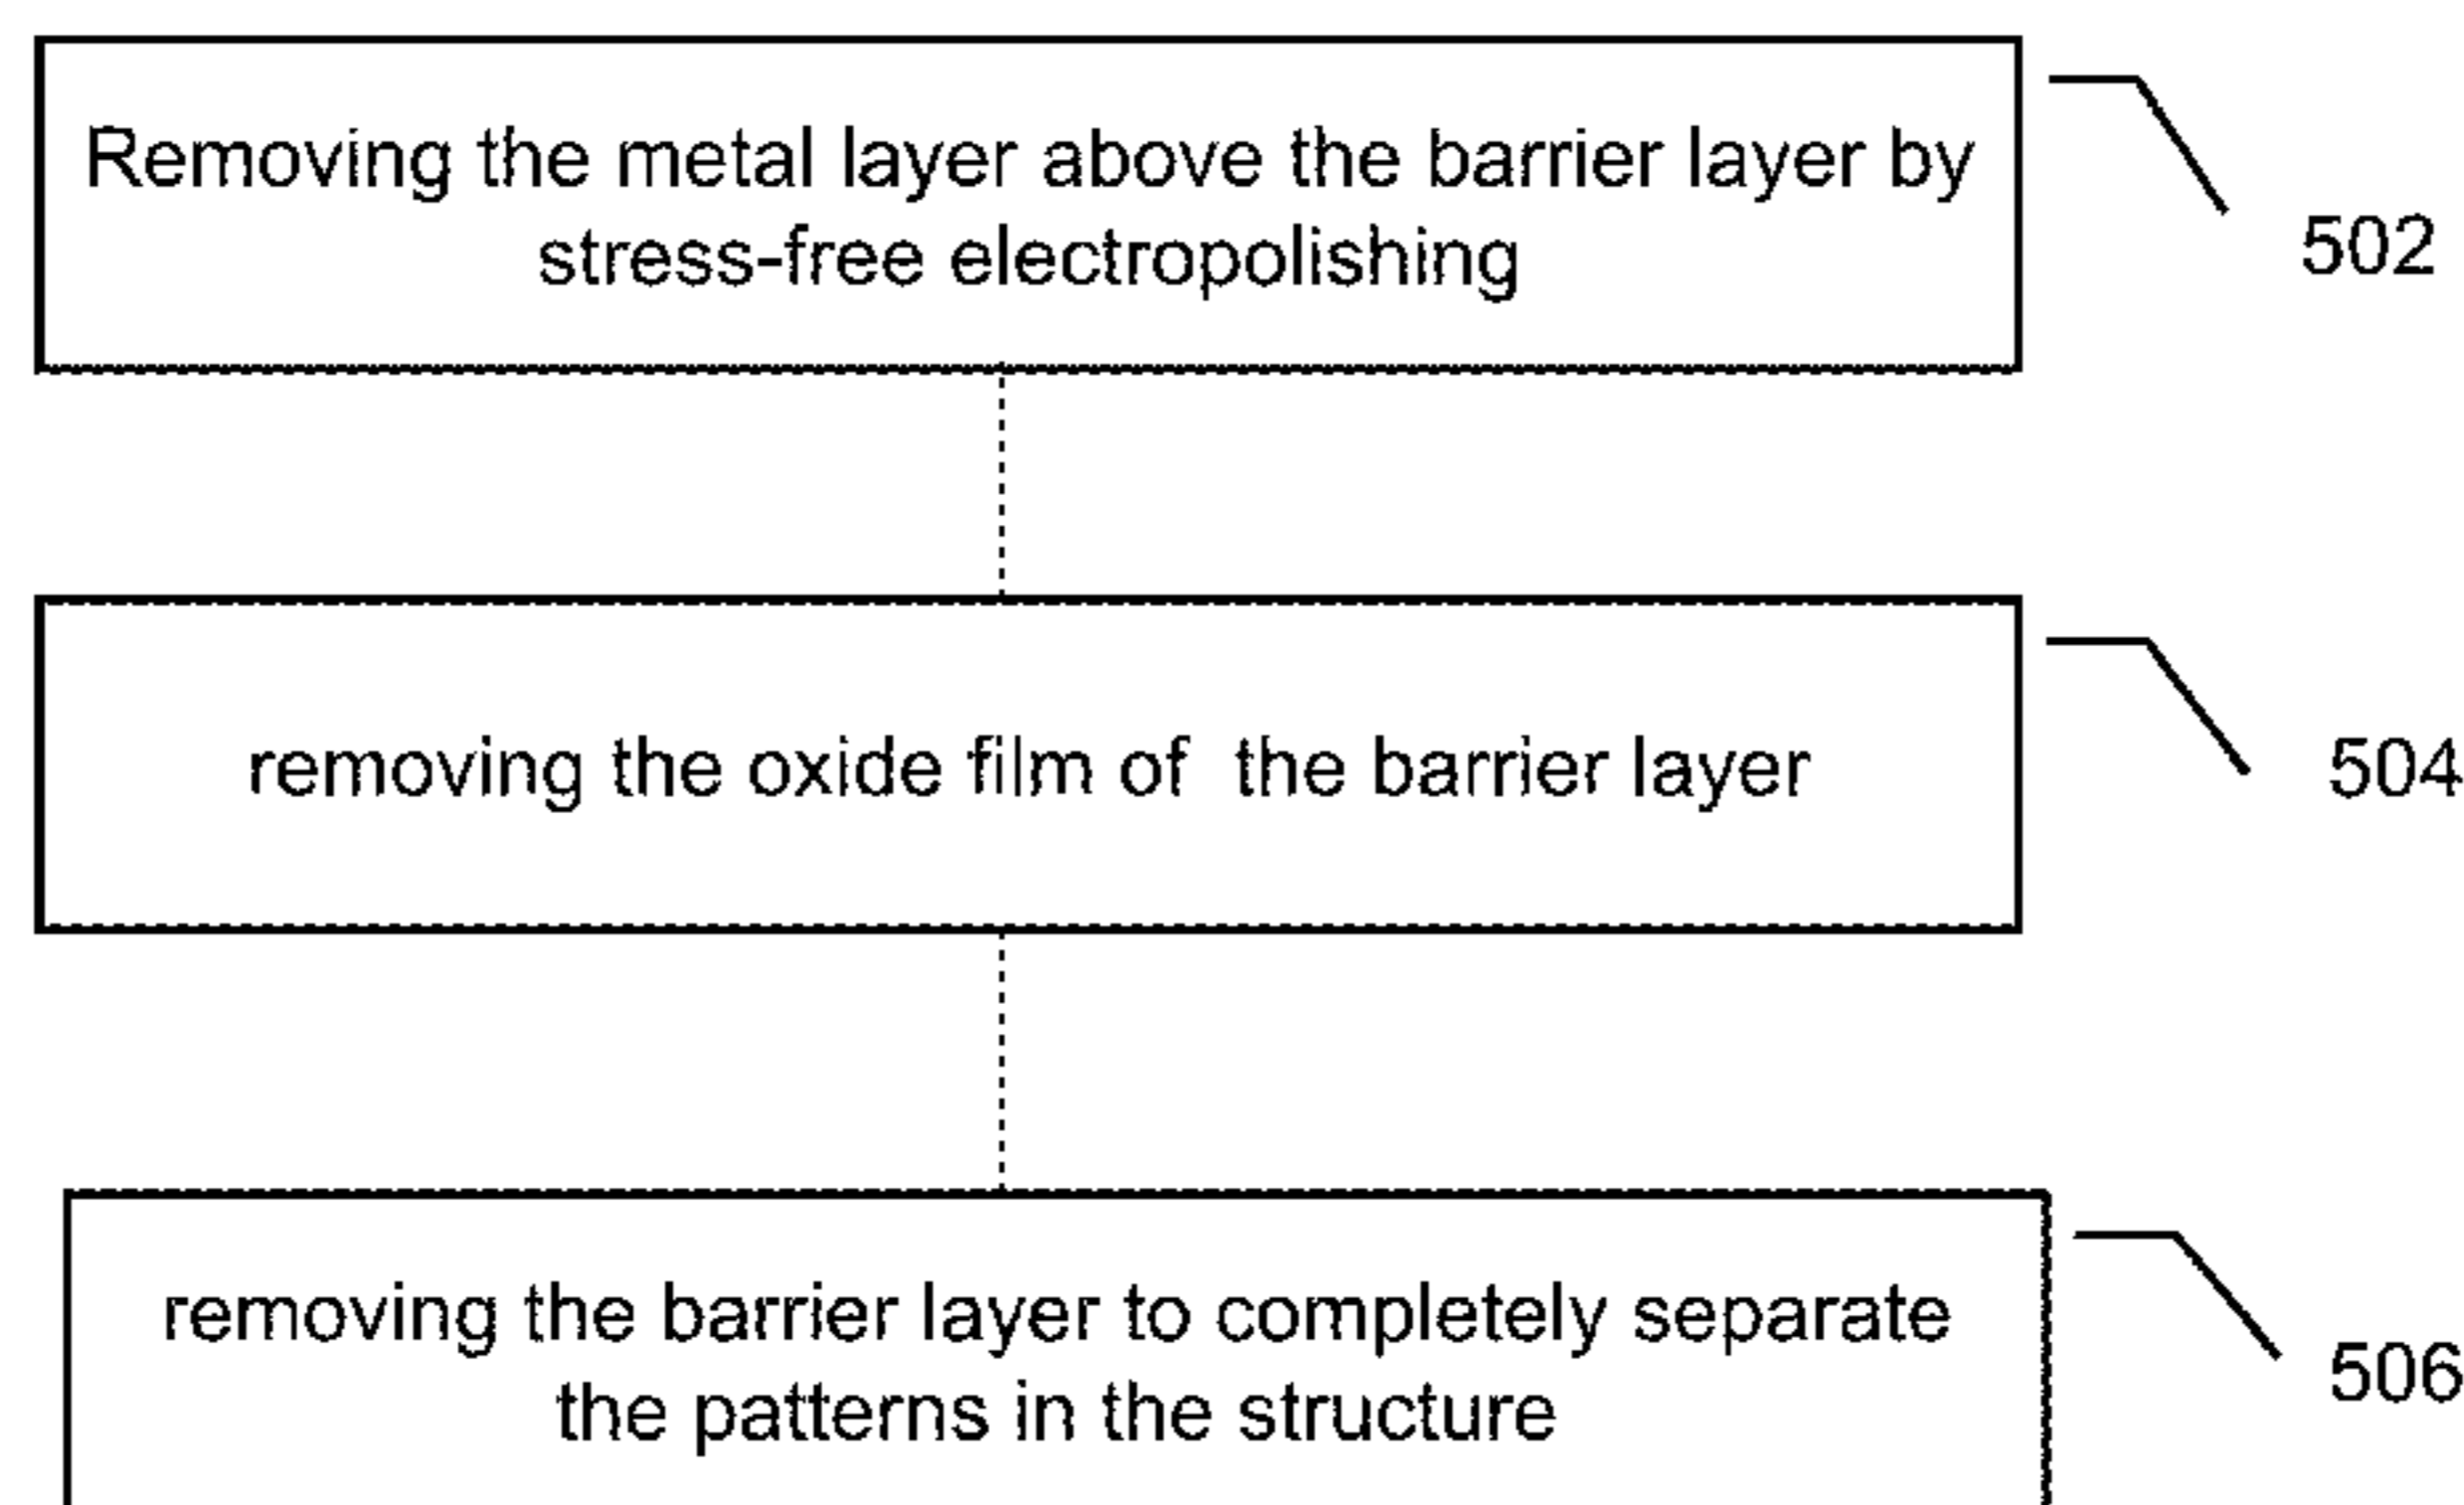 Removing the metal layer above the barrier layer by
stress-free electropolishing
502
removing the oxide film of the barrier layer
504
removing the barrier layer to completely separate
the patterns in the structure
506